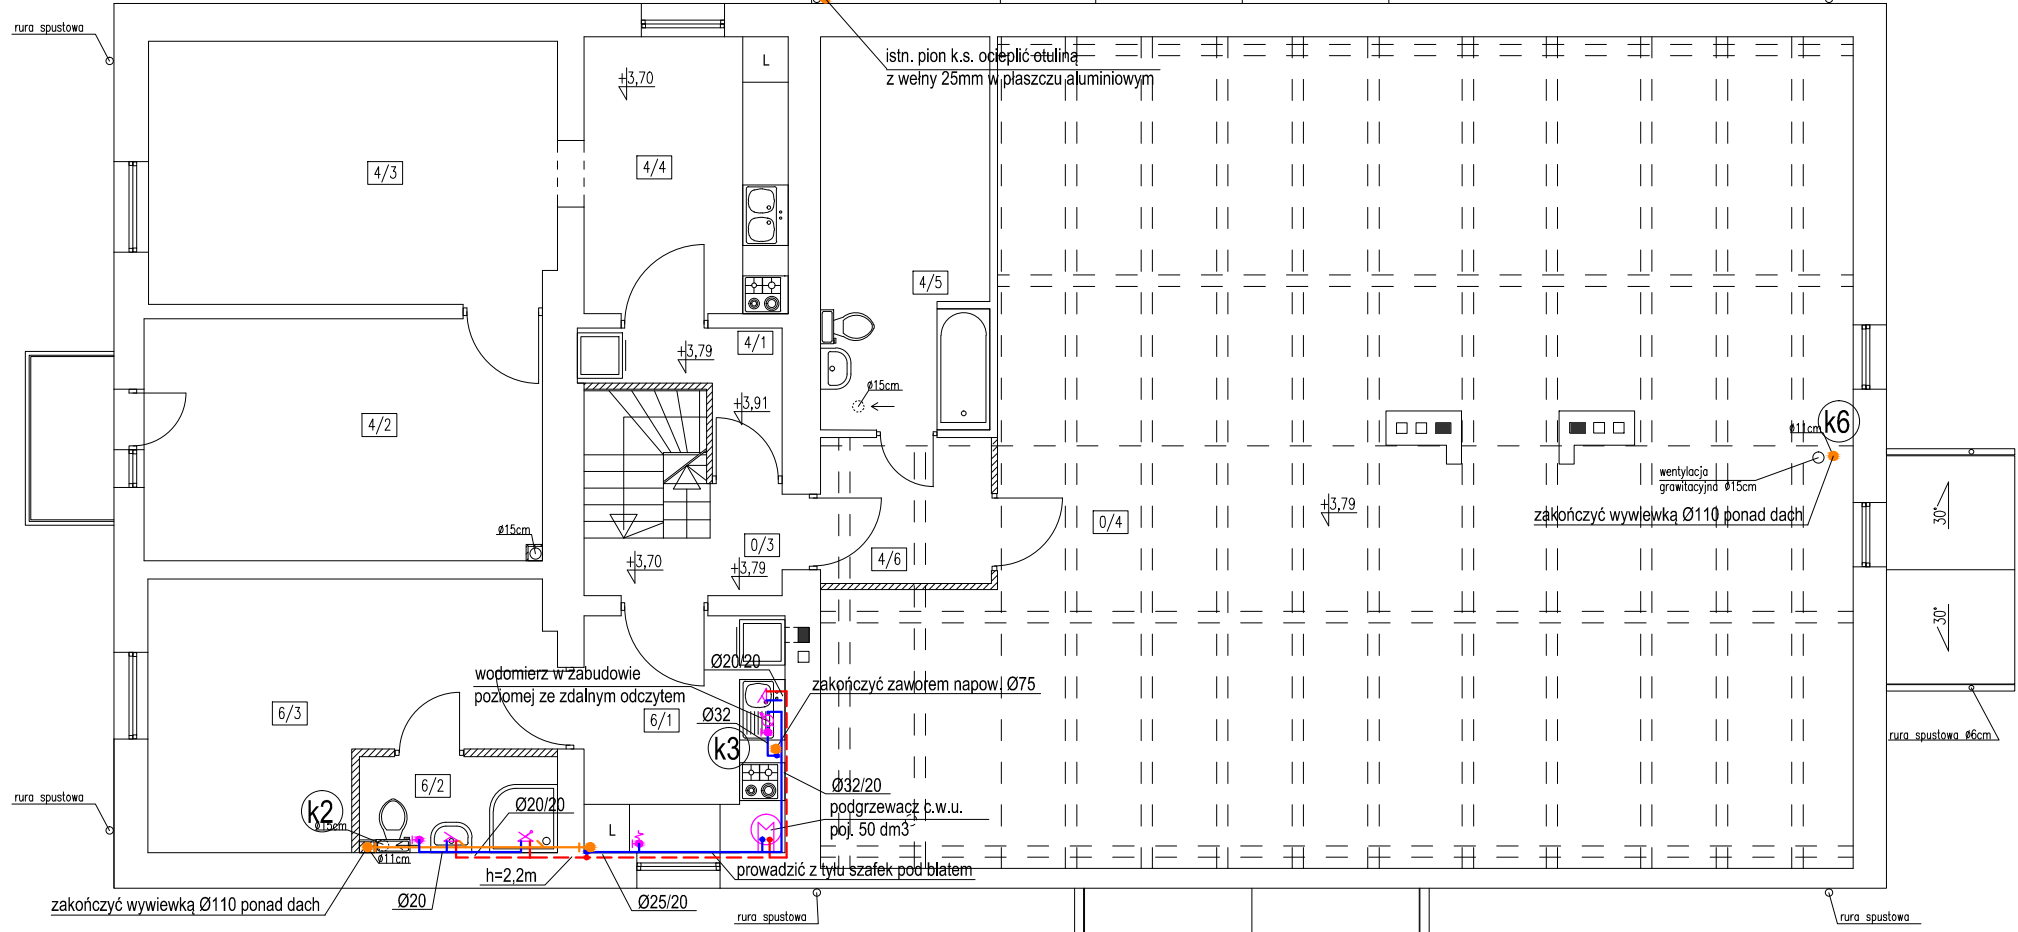 rura spustowa
istn. pion k.s. ocieplić otuliną
z wełny 25mm w płaszczu aluminiowym
L
+3,70
4/3
4/4
4/5
4/1
+3,79
ø15cm
+3,91
4/2
k6
ø11cm
wentylacja
grawitacyjna ø15cm
zakończyć wywiewką Ø110 ponad dach
+3,79
0/4
30°
ø15cm
0/3
4/6
+3,70
+3,79
30°
wodomierz w zabudowie
poziomej ze zdalnym odczytem
Ø20/20
zakończyć zaworem napow. Ø75
6/3
6/1
Ø32
k3
rura spustowa ø6cm
6/2
Ø32/20
podgrzewacz c.w.u.
poj. 50 dm3
rura spustowa
k2
ø15cm
Ø20/20
L
ø11cm
h=2,2m
prowadzić z tyłu szafek pod blatem
zakończyć wywiewką Ø110 ponad dach
Ø20
Ø25/20
rura spustowa
rura spustowa